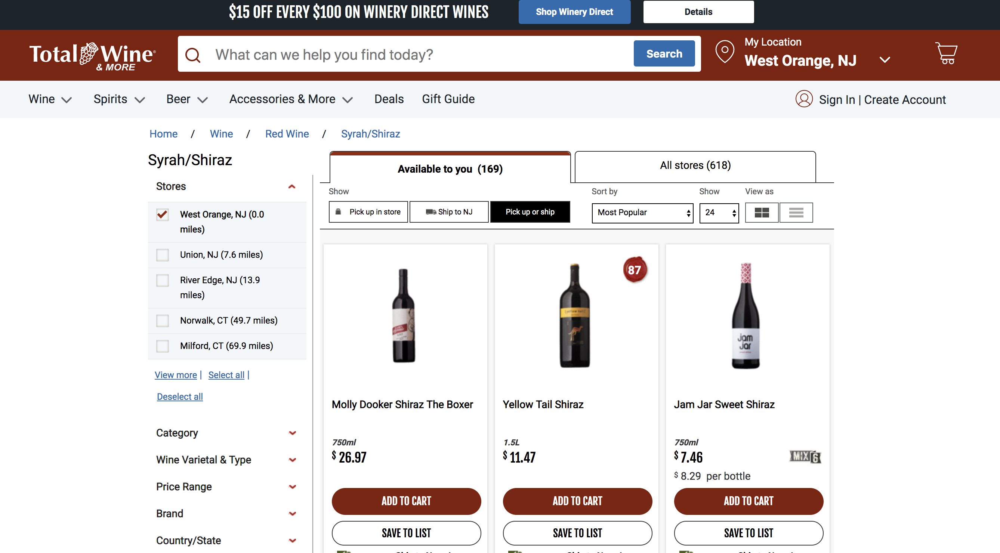 $15 OFF EVERY $100 ON WINERY DIRECT WINES
Shop Winery Direct
Details
Total Wine
& MORE
What can we help you find today?
Search
My Location
West Orange, NJ
Wine
Spirits
Beer
Accessories & More
Deals
Gift Guide
Sign In | Create Account
Home / Wine / Red Wine / Syrah/Shiraz
Syrah/Shiraz
Stores
West Orange, NJ (0.0
miles)
Union, NJ (7.6 miles)
River Edge, NJ (13.9
miles)
Norwalk, CT (49.7 miles)
Milford, CT (69.9 miles)
View more | Select all |
Deselect all
Category
Wine Varietal & Type
Price Range
Brand
Country/State
Available to you (169)
All stores (618)
Show
Pick up in store
Ship to NJ
Pick up or ship
Sort by
Most Popular
Show
24
View as
Molly Dooker Shiraz The Boxer
750ml
$ 26.97
ADD TO CART
SAVE TO LIST
87
[yellow tail]
Yellow Tail Shiraz
1.5L
$ 11.47
ADD TO CART
SAVE TO LIST
jam
jar
Jam Jar Sweet Shiraz
750ml
$ 7.46
MIX 6
$ 8.29 per bottle
ADD TO CART
SAVE TO LIST